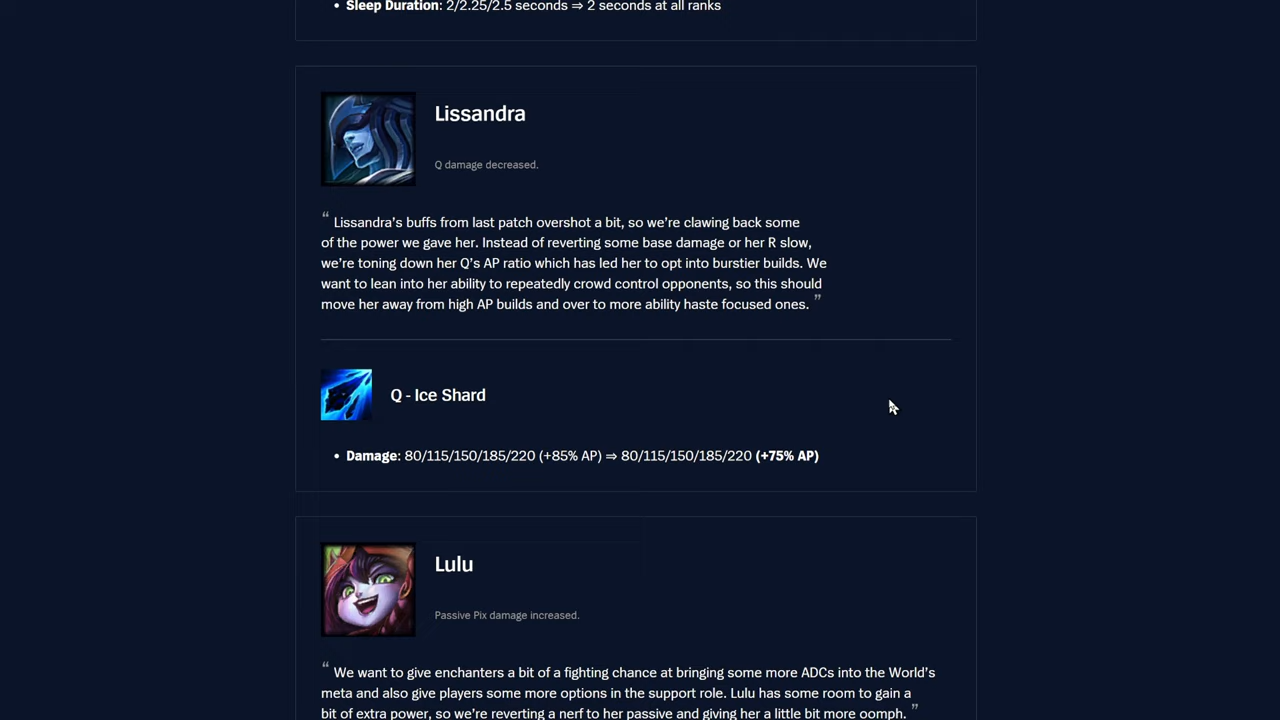 • Sleep Duration: 2/2.25/2.5 seconds ⇒ 2 seconds at all ranks
Lissandra
Q damage decreased.
“ Lissandra’s buffs from last patch overshot a bit, so we’re clawing back some
of the power we gave her. Instead of reverting some base damage or her R slow,
we’re toning down her Q’s AP ratio which has led her to opt into burstier builds. We
want to lean into her ability to repeatedly crowd control opponents, so this should
move her away from high AP builds and over to more ability haste focused ones. ”
Q - Ice Shard
• Damage: 80/115/150/185/220 (+85% AP) ⇒ 80/115/150/185/220 (+75% AP)
Lulu
Passive Pix damage increased.
“ We want to give enchanters a bit of a fighting chance at bringing some more ADCs into the World’s
meta and also give players some more options in the support role. Lulu has some room to gain a
bit of extra power, so we’re reverting a nerf to her passive and giving her a little bit more oomph. ”